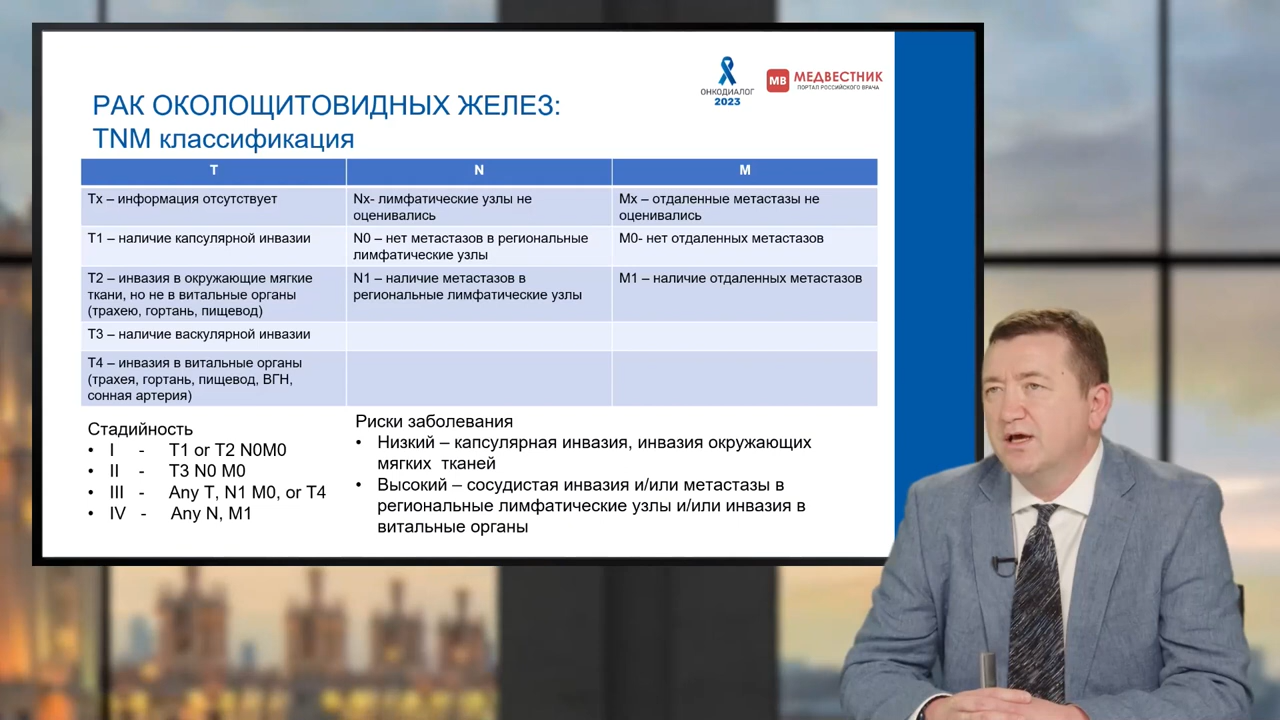 ОНКОДИАЛОГ
2023
МВ
МЕДВЕСТНИК
ПОРТАЛ РОССИЙСКОГО ВРАЧА
РАК ОКОЛОЩИТОВИДНЫХ ЖЕЛЕЗ:
TNM классификация
T
N
M
Tx – информация отсутствует
Nx- лимфатические узлы не
оценивались
Mx – отдаленные метастазы не
оценивались
T1 – наличие капсулярной инвазии
N0 – нет метастазов в региональные
лимфатические узлы
M0- нет отдаленных метастазов
T2 – инвазия в окружающие мягкие
ткани, но не в витальные органы
(трахею, гортань, пищевод)
N1 – наличие метастазов в
региональные лимфатические узлы
M1 – наличие отдаленных метастазов
T3 – наличие васкулярной инвазии
T4 – инвазия в витальные органы
(трахея, гортань, пищевод, ВГН,
сонная артерия)
Стадийность
• I - T1 or T2 N0M0
• II - T3 N0 M0
• III - Any T, N1 M0, or T4
• IV - Any N, M1
Риски заболевания
• Низкий – капсулярная инвазия, инвазия окружающих
мягких тканей
• Высокий – сосудистая инвазия и/или метастазы в
региональные лимфатические узлы и/или инвазия в
витальные органы